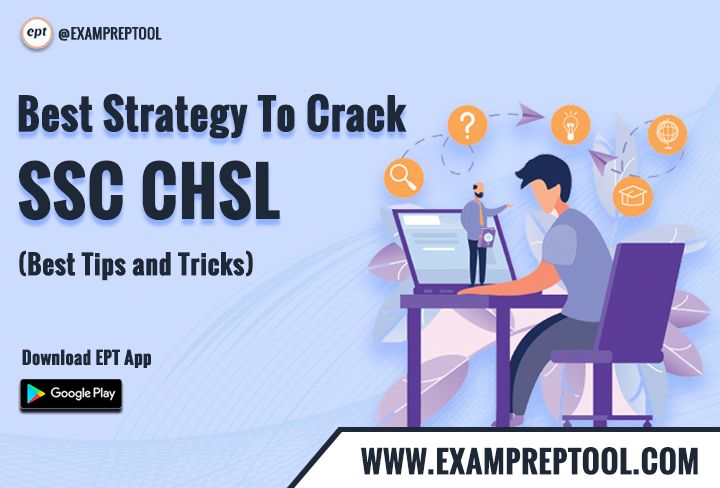 ept @EXAMPREPTOOL
Best Strategy To Crack
SSC CHSL
(Best Tips and Tricks)
?
Download EPT App
Google Play
WWW.EXAMPREPTOOL.COM